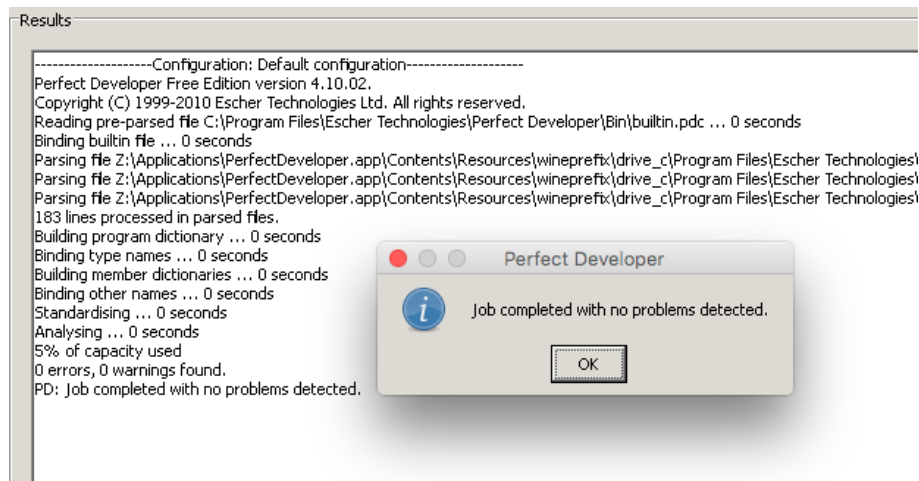 Results
--------------------Configuration: Default configuration--------------------
Perfect Developer Free Edition version 4.10.02.
Copyright (C) 1999-2010 Escher Technologies Ltd. All rights reserved.
Reading pre-parsed file C:\Program Files\Escher Technologies\Perfect Developer\Bin\builtin.pdc ... 0 seconds
Binding builtin file ... 0 seconds
Parsing file Z:\Applications\PerfectDeveloper.app\Contents\Resources\wineprefix\drive_c\Program Files\Escher Technologies\
Parsing file Z:\Applications\PerfectDeveloper.app\Contents\Resources\wineprefix\drive_c\Program Files\Escher Technologies\
Parsing file Z:\Applications\PerfectDeveloper.app\Contents\Resources\wineprefix\drive_c\Program Files\Escher Technologies\
183 lines processed in parsed files.
Building program dictionary ... 0 seconds
Binding type names ... 0 seconds
Building member dictionaries ... 0 seconds
Binding other names ... 0 seconds
Standardising ... 0 seconds
Analysing ... 0 seconds
5% of capacity used
0 errors, 0 warnings found.
PD: Job completed with no problems detected.
Perfect Developer
Job completed with no problems detected.
OK